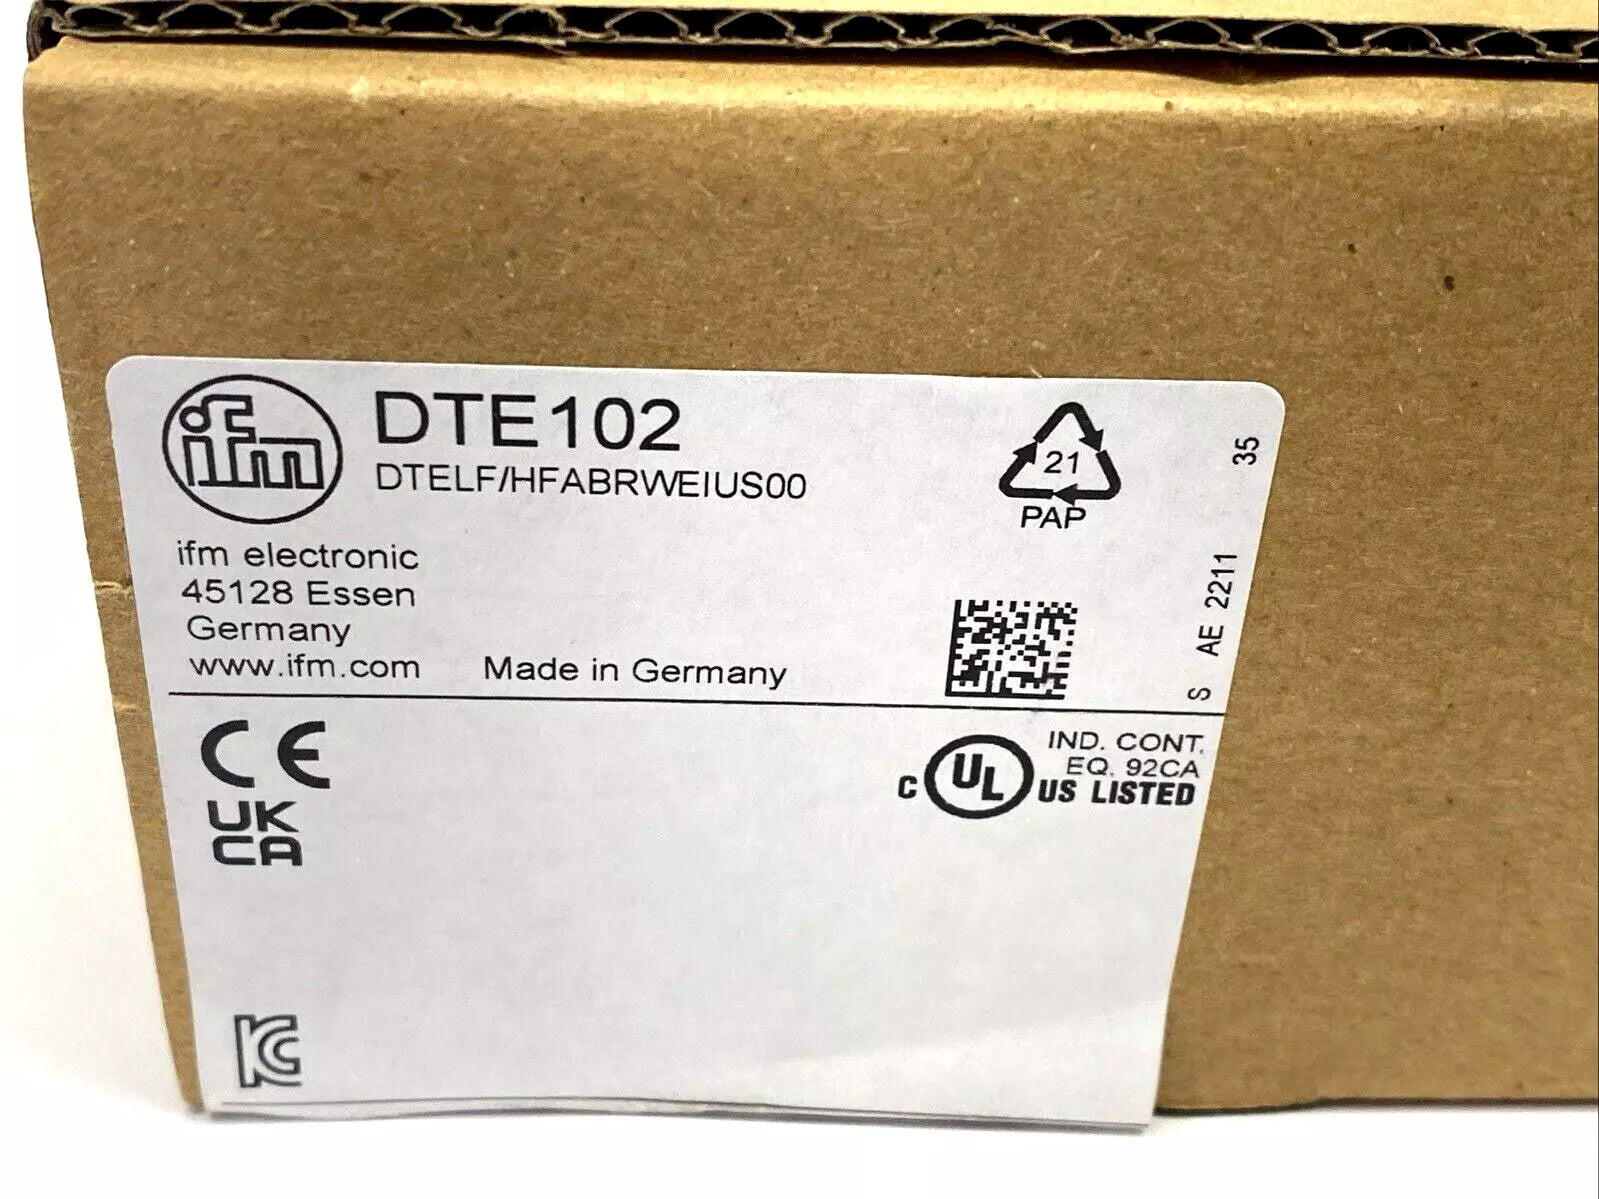 ifm
DTE102
DTELF/HFABRWEIUS00
ifm electronic
45128 Essen
Germany
www.ifm.com
Made in Germany
21
PAP
S AE 2211 35
CE
UK
CA
C UL US LISTED
IND. CONT.
EQ. 92CA
KC